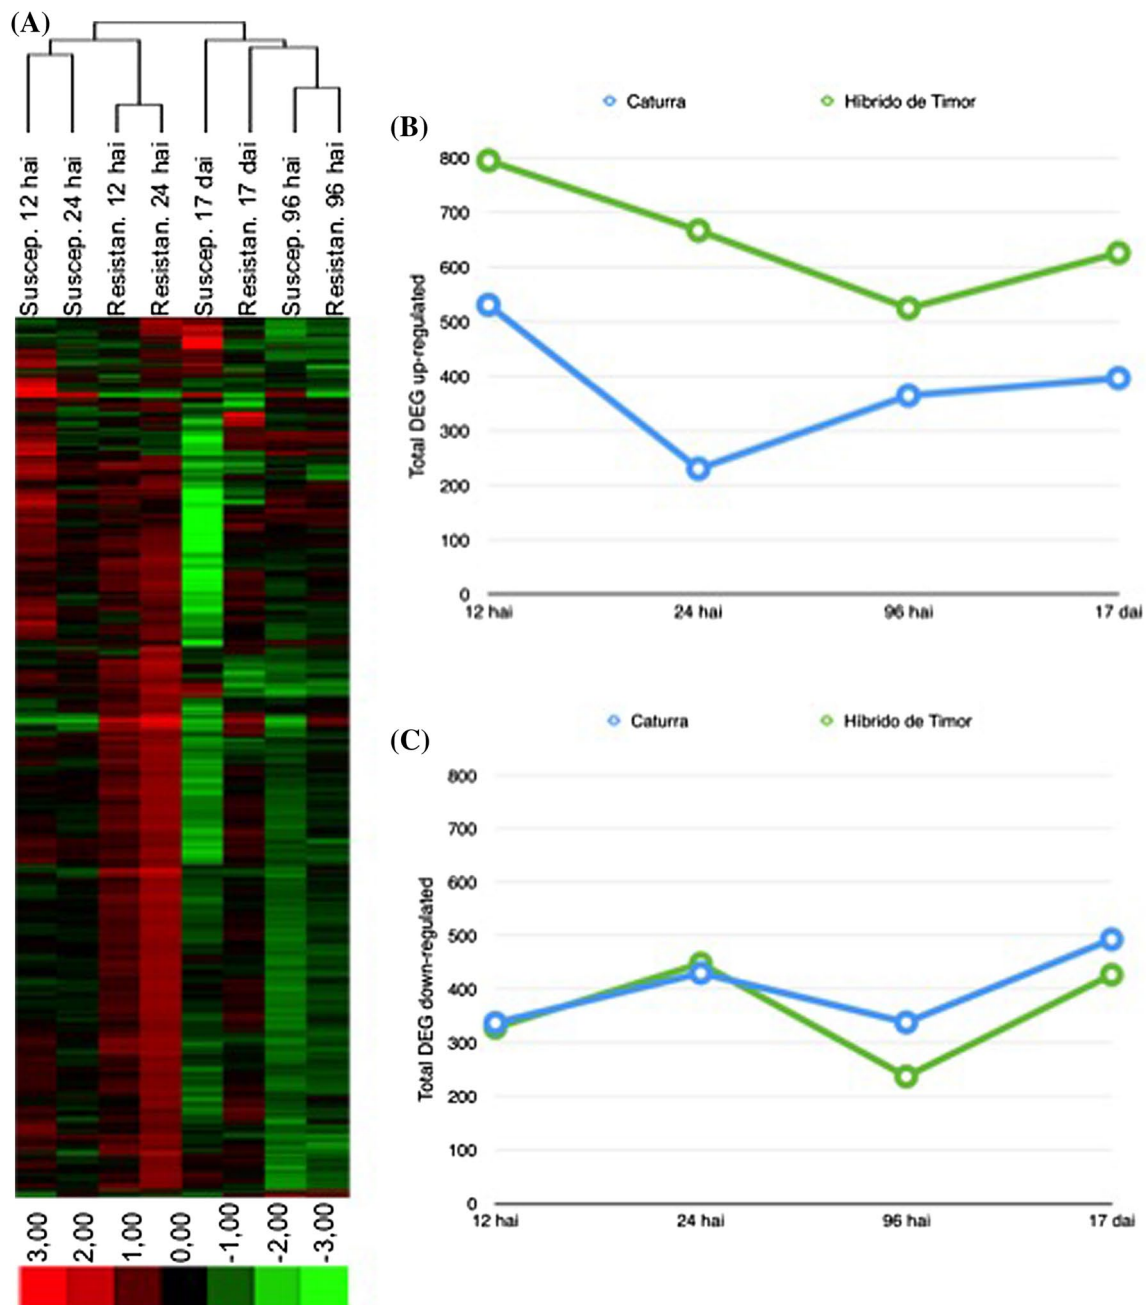 (A)
Suscep. 12 hai
Suscep. 24 hai
Resistan. 12 hai
Resistan. 24 hai
Suscep. 17 dai
Resistan. 17 dai
Suscep. 96 hai
Resistan. 96 hai
3,00
2,00
1,00
0,00
-1,00
-2,00
-3,00
Caturra Híbrido de Timor
(B)
Total DEG up-regulated
800
700
600
500
400
300
200
100
0
12 hai 24 hai 96 hai 17 dai
Caturra Híbrido de Timor
(C)
Total DEG down-regulated
800
700
600
500
400
300
200
100
0
12 hai 24 hai 96 hai 17 dai